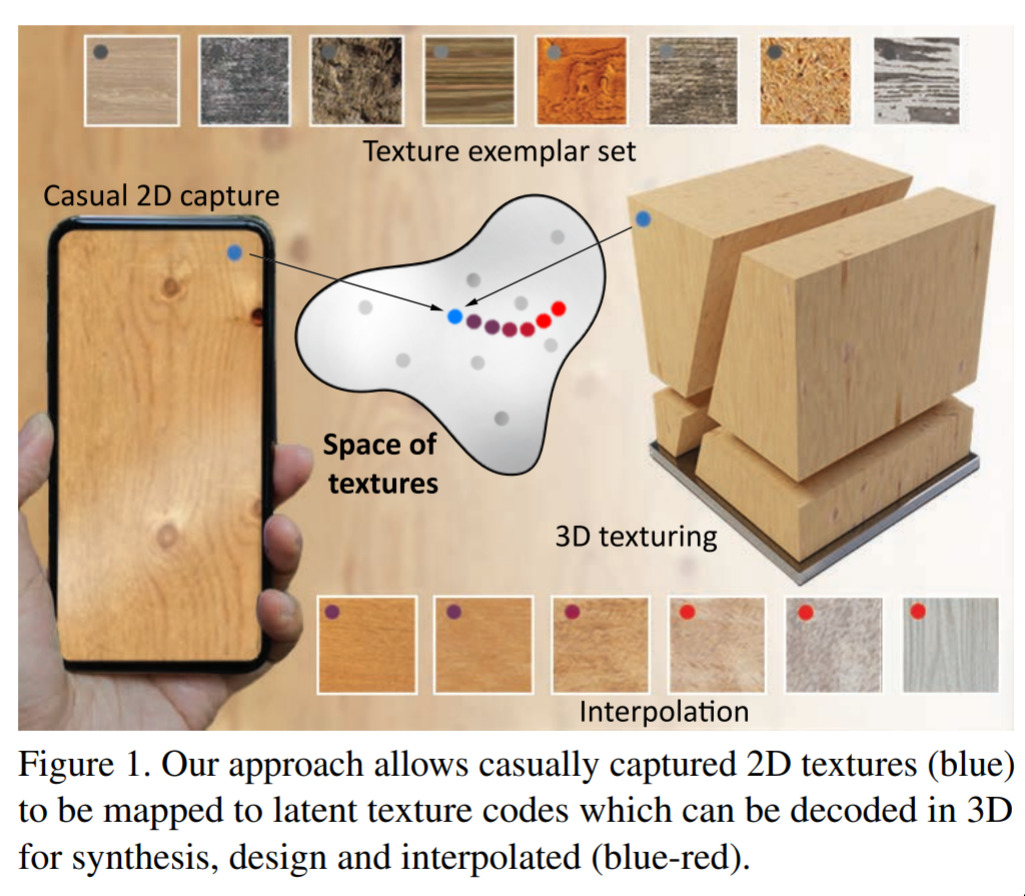 Texture exemplar set
Casual 2D capture
Space of
textures
3D texturing
Interpolation
Figure 1. Our approach allows casually captured 2D textures (blue)
to be mapped to latent texture codes which can be decoded in 3D
for synthesis, design and interpolated (blue-red).